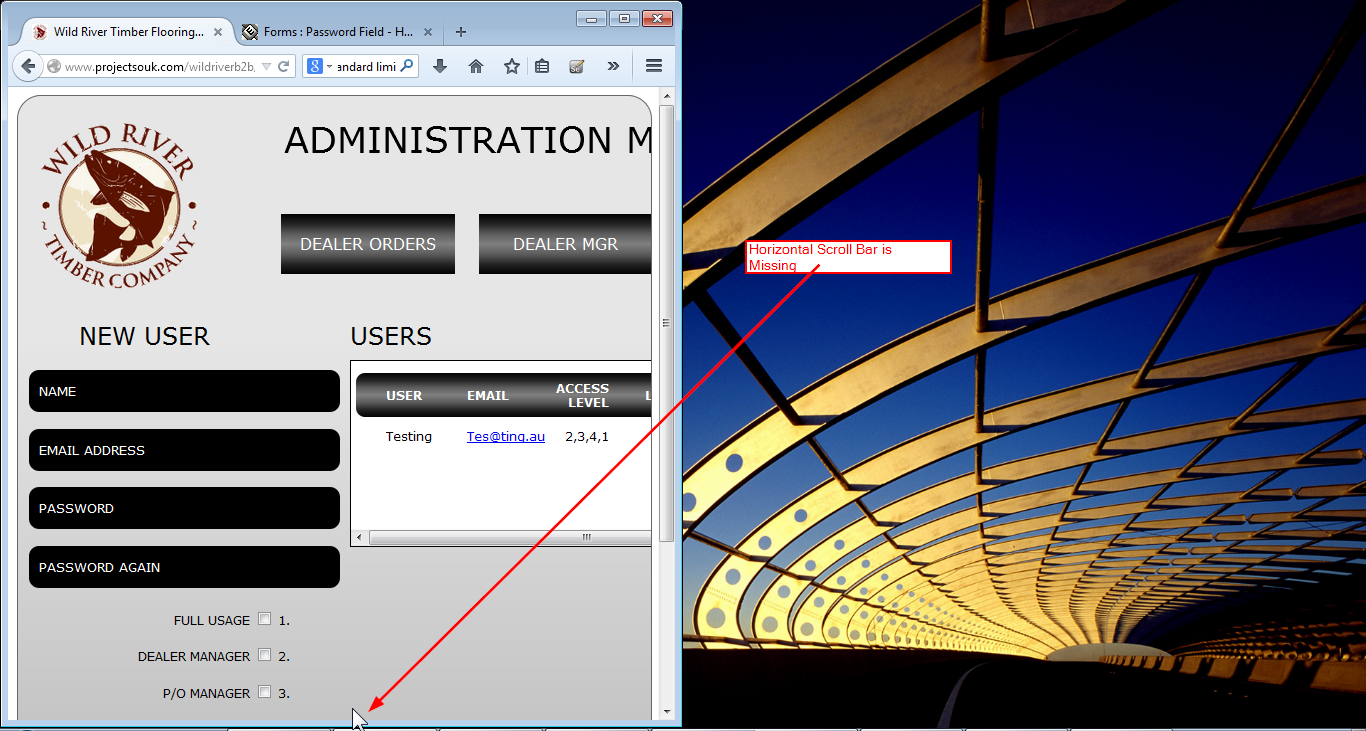 Wild River Timber Flooring...
Forms : Password Field - H...
www.projectsouk.com/wildriverb2b
andard limi
WILD RIVER
TIMBER COMPANY
ADMINISTRATION M
DEALER ORDERS
DEALER MGR
Horizontal Scroll Bar is
Missing
NEW USER
USERS
NAME
EMAIL ADDRESS
PASSWORD
PASSWORD AGAIN
USER EMAIL ACCESS LEVEL L
Testing Tes@ting.au 2,3,4,1
FULL USAGE 1.
DEALER MANAGER 2.
P/O MANAGER 3.